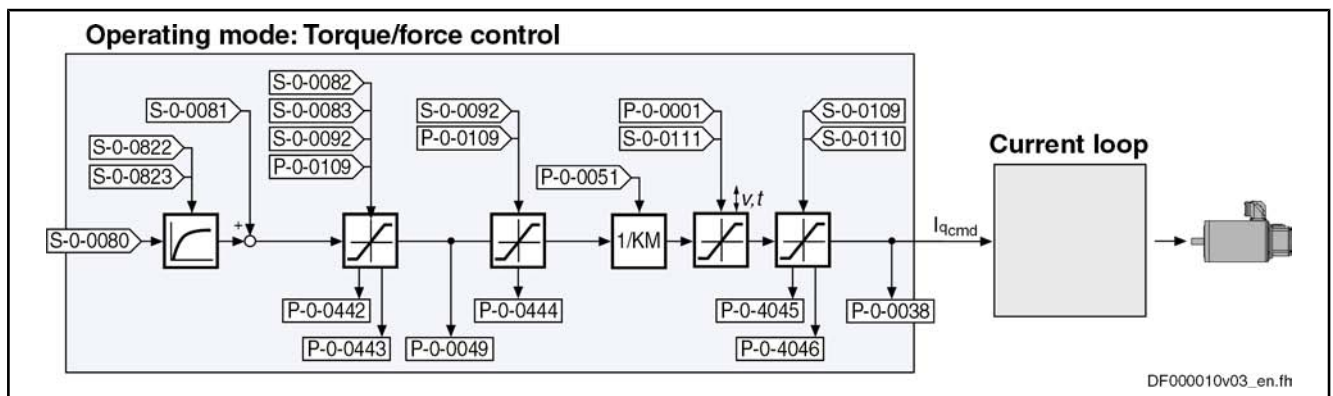 Operating mode: Torque/force control
S-0-0082
S-0-0081
S-0-0083
S-0-0092
P-0-0001
S-0-0109
S-0-0092
P-0-0109
S-0-0111
S-0-0110
S-0-0822
P-0-0109
Current loop
S-0-0823
P-0-0051
v,t
+
S-0-0080
1/KM
Iqcmd
P-0-0442
P-0-0444
P-0-4045
P-0-0038
P-0-0443
P-0-0049
P-0-4046
DF000010v03_en.fh